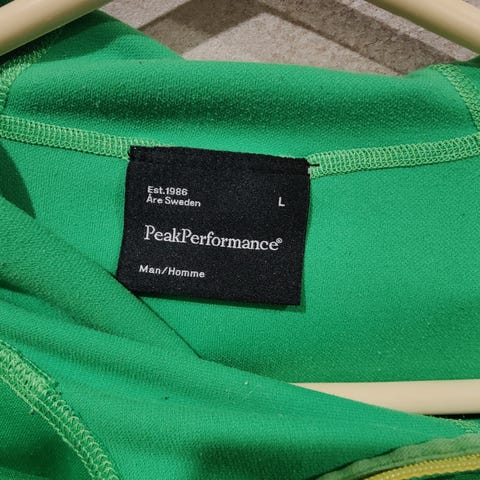 Est.1986
Åre Sweden
L
PeakPerformance®
Man/Homme